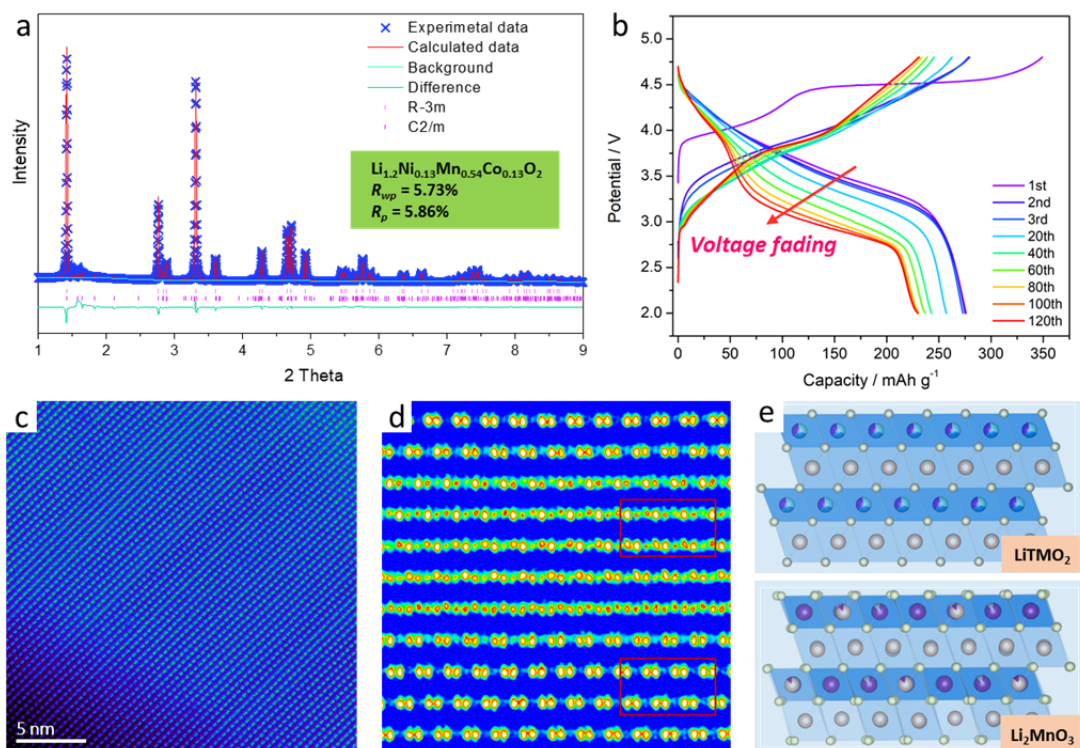 a
Experimetal data
Calculated data
Background
Difference
R-3m
C2/m
Li1.2Ni0.13Mn0.54Co0.13O2
Rwp = 5.73%
Rp = 5.86%
Intensity
1 2 3 4 5 6 7 8 9
2 Theta
b
5.0
4.5
4.0
3.5
3.0
2.5
2.0
Potential / V
Voltage fading
1st
2nd
3rd
20th
40th
60th
80th
100th
120th
0 50 100 150 200 250 300 350
Capacity / mAh g-1
c
5 nm
d
e
LiTMO2
Li2MnO3